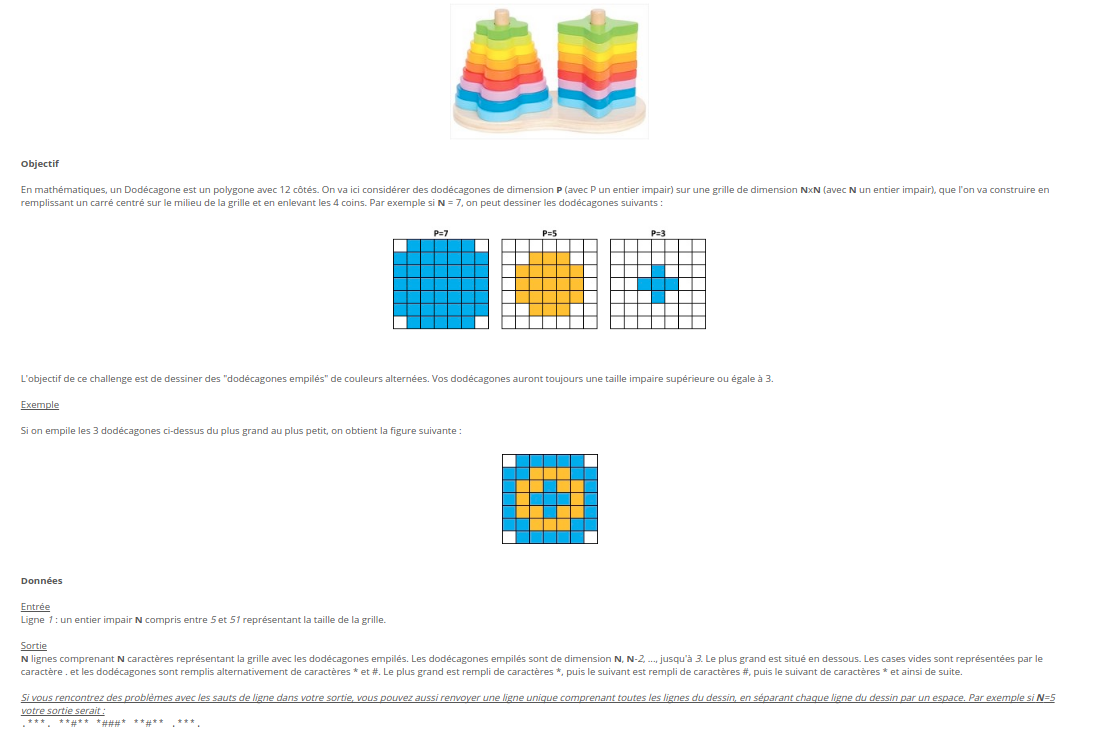 Objectif
En mathématiques, un Dodécagone est un polygone avec 12 côtés. On va ici considérer des dodécagones de dimension P (avec P un entier impair) sur une grille de dimension NxN (avec N un entier impair), que l'on va construire en
remplissant un carré centré sur le milieu de la grille et en enlevant les 4 coins. Par exemple si N = 7, on peut dessiner les dodécagones suivants :
P=7 P=5 P=3
L'objectif de ce challenge est de dessiner des "dodécagones empilés" de couleurs alternées. Vos dodécagones auront toujours une taille impaire supérieure ou égale à 3.
Exemple
Si on empile les 3 dodécagones ci-dessus du plus grand au plus petit, on obtient la figure suivante :
Données
Entrée
Ligne 1 : un entier impair N compris entre 5 et 51 représentant la taille de la grille.
Sortie
N lignes comprenant N caractères représentant la grille avec les dodécagones empilés. Les dodécagones empilés sont de dimension N, N-2, ..., jusqu'à 3. Le plus grand est situé en dessous. Les cases vides sont représentées par le
caractère . et les dodécagones sont remplis alternativement de caractères * et #. Le plus grand est rempli de caractères *, puis le suivant est rempli de caractères #, puis le suivant de caractères * et ainsi de suite.
Si vous rencontrez des problèmes avec les sauts de ligne dans votre sortie, vous pouvez aussi renvoyer une ligne unique comprenant toutes les lignes du dessin, en séparant chaque ligne du dessin par un espace. Par exemple si N=5
votre sortie serait :
.***. **#** *###* **#** .***.